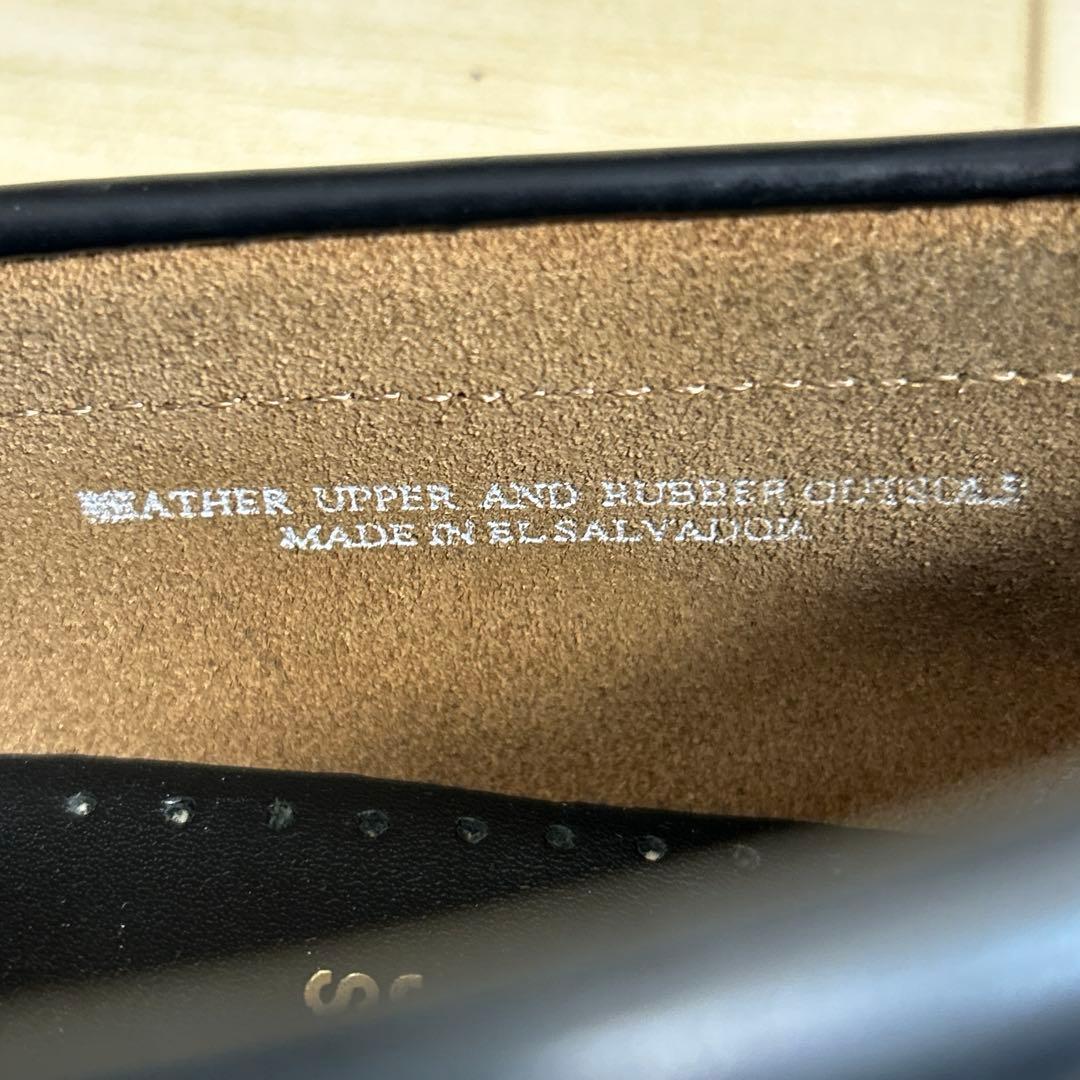 LEATHER UPPER AND RUBBER OUTSOLE
MADE IN EL SALVADOR